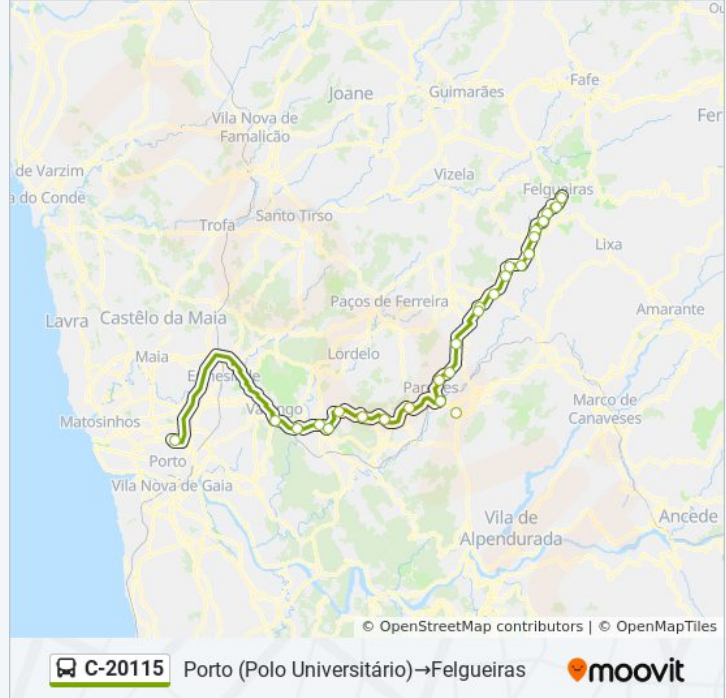 Ou
Fafe
Joane
Guimarães
Vila Nova de
Famalicão
Fer
de Varzim
Vizela
a do Conde
Felgueiras
Santo Tirso
Trofa
Lixa
Paços de Ferreira
Amarante
Lavra
Castêlo da Maia
Maia
Lordelo
Ermesinde
Paredes
Marco de
Canaveses
Valongo
Matosinhos
Porto
Vila Nova de Gaia
Vila de
Alpendurada
Ancede
© OpenStreetMap contributors | © OpenMapTiles
C-20115 Porto (Polo Universitário)→Felgueiras moovit